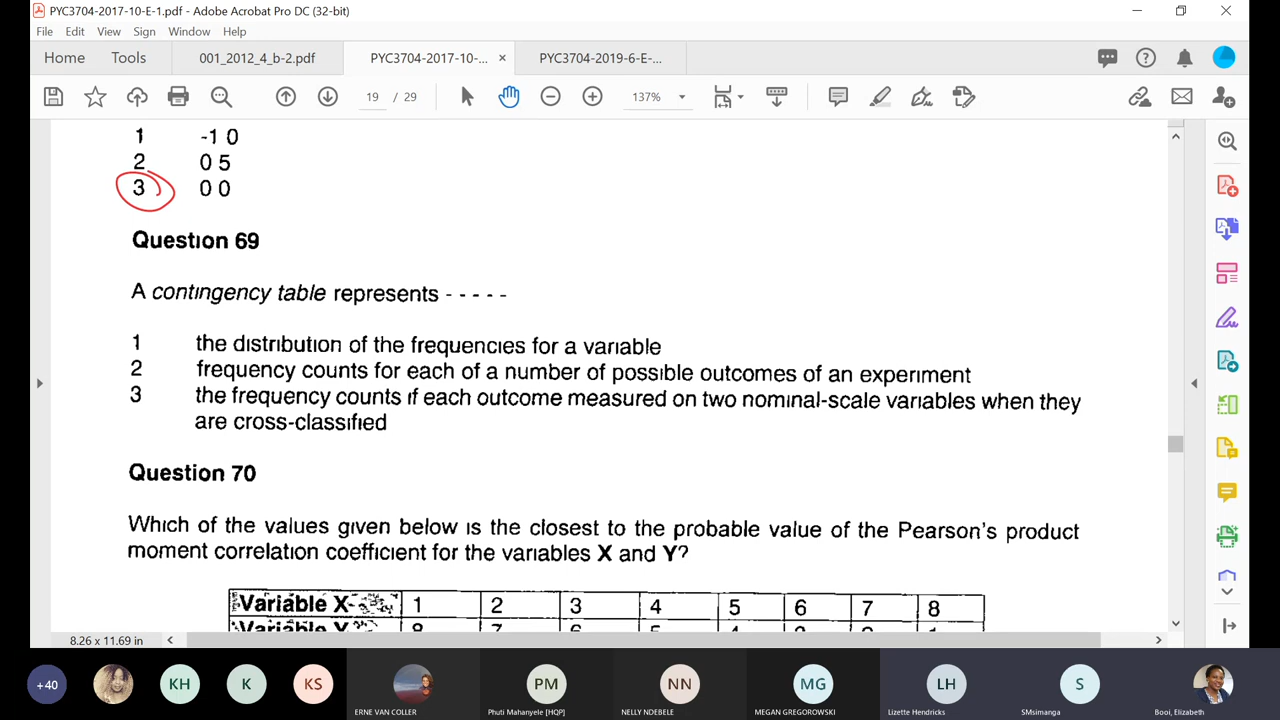 PYC3704-2017-10-E-1.pdf - Adobe Acrobat Pro DC (32-bit)
File Edit View Sign Window Help
Home Tools 001_2012_4_b-2.pdf PYC3704-2017-10-... × PYC3704-2019-6-E-...
19 / 29 137%
1 -1 0
2 0 5
3 0 0
Question 69
A contingency table represents - - - - -
1 the distribution of the frequencies for a variable
2 frequency counts for each of a number of possible outcomes of an experiment
3 the frequency counts if each outcome measured on two nominal-scale variables when they
are cross-classified
Question 70
Which of the values given below is the closest to the probable value of the Pearson's product
moment correlation coefficient for the variables X and Y?
Variable X 1 2 3 4 5 6 7 8
Variable
8.26 x 11.69 in
+40 KH K KS PM NN MG LH S
ERNE VAN COLLER Phuti Mahanyele [HQP] NELLY NDEBELE MEGAN GREGOROWSKI Lizette Hendricks SMsimanga Booi, Elizabeth